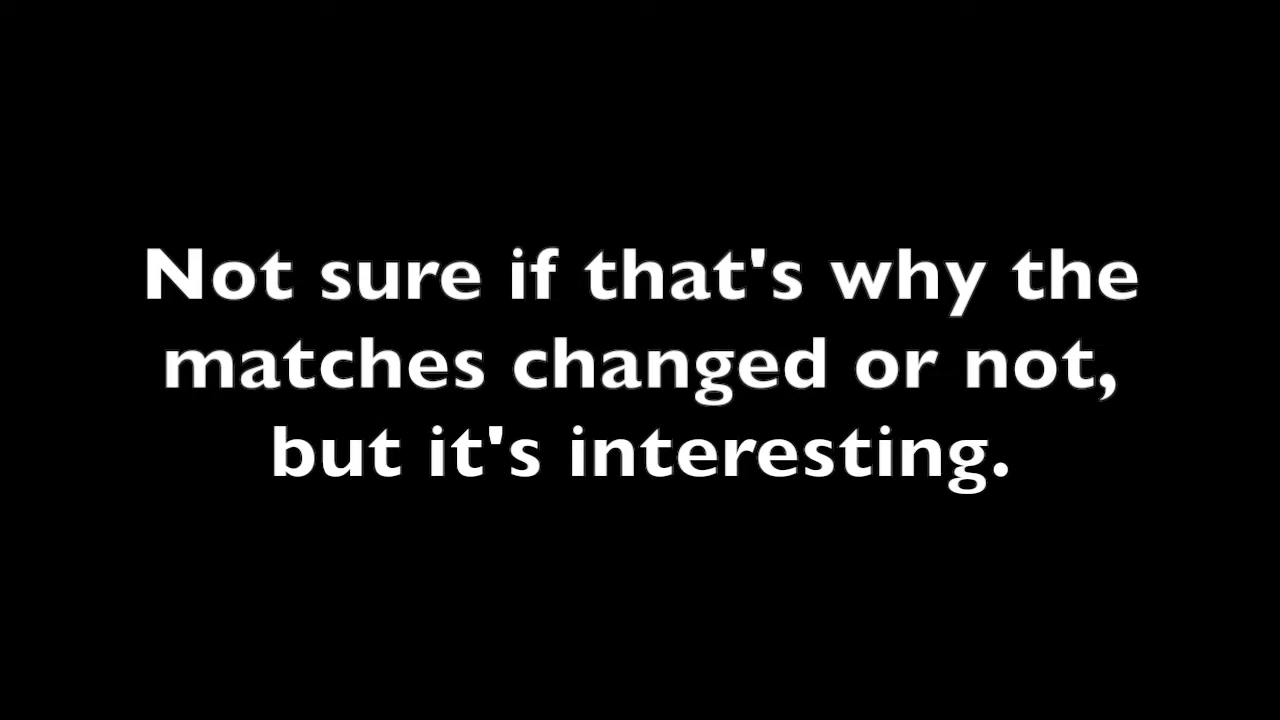 Not sure if that's why the
matches changed or not,
but it's interesting.